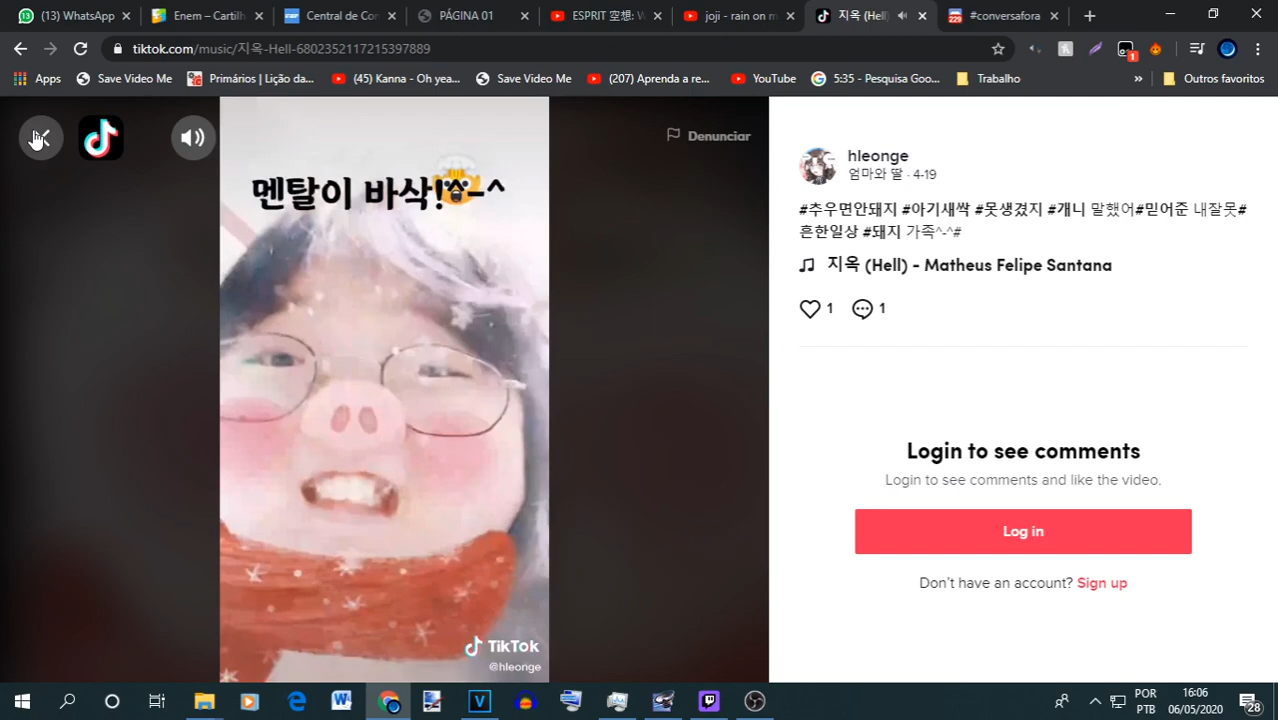 (13) WhatsApp
Enem – Cartilh
Central de Con
PÁGINA 01
ESPRIT 空想: W
joji - rain on m
지옥 (Hell)
229
#conversafora
tiktok.com/music/지옥-Hell-6802352117215397889
1
Apps
Save Video Me
Primários | Lição da...
(45) Kanna - Oh yea...
Save Video Me
(207) Aprenda a re...
YouTube
5:35 - Pesquisa Goo...
Trabalho
»
Outros favoritos
Denunciar
멘탈이 바삭!^-^
TikTok
@hleonge
hleonge
엄마와 딸 · 4-19
#추우면안돼지 #아기새싹 #못생겼지 #개니 말했어#믿어준 내잘못#
흔한일상 #돼지 가족^-^#
지옥 (Hell) - Matheus Felipe Santana
1
1
Login to see comments
Login to see comments and like the video.
Log in
Don't have an account? Sign up
POR
PTB
16:06
06/05/2020
28